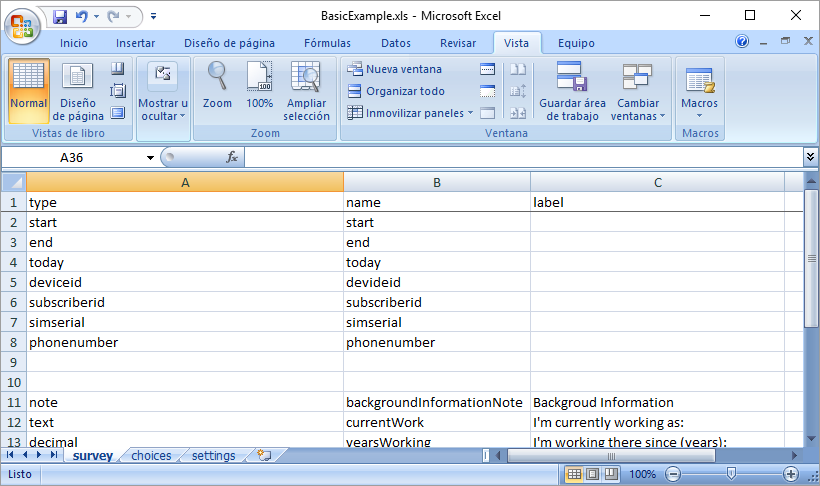 BasicExample.xls - Microsoft Excel
Inicio Insertar Diseño de página Fórmulas Datos Revisar Vista Equipo
Normal
Diseño de página
Vistas de libro
Mostrar u ocultar
Zoom
100%
Ampliar selección
Zoom
Nueva ventana
Organizar todo
Inmovilizar paneles
Guardar área de trabajo
Cambiar ventanas
Ventana
Macros
Macros
A36 fx
A B C
1 type name label
2 start start
3 end end
4 today today
5 deviceid devideid
6 subscriberid subscriberid
7 simserial simserial
8 phonenumber phonenumber
9
10
11 note backgroundInformationNote Backgroud Information
12 text currentWork I'm currently working as:
13 decimal yearsWorking I'm working there since (years):
survey choices settings
Listo 100%